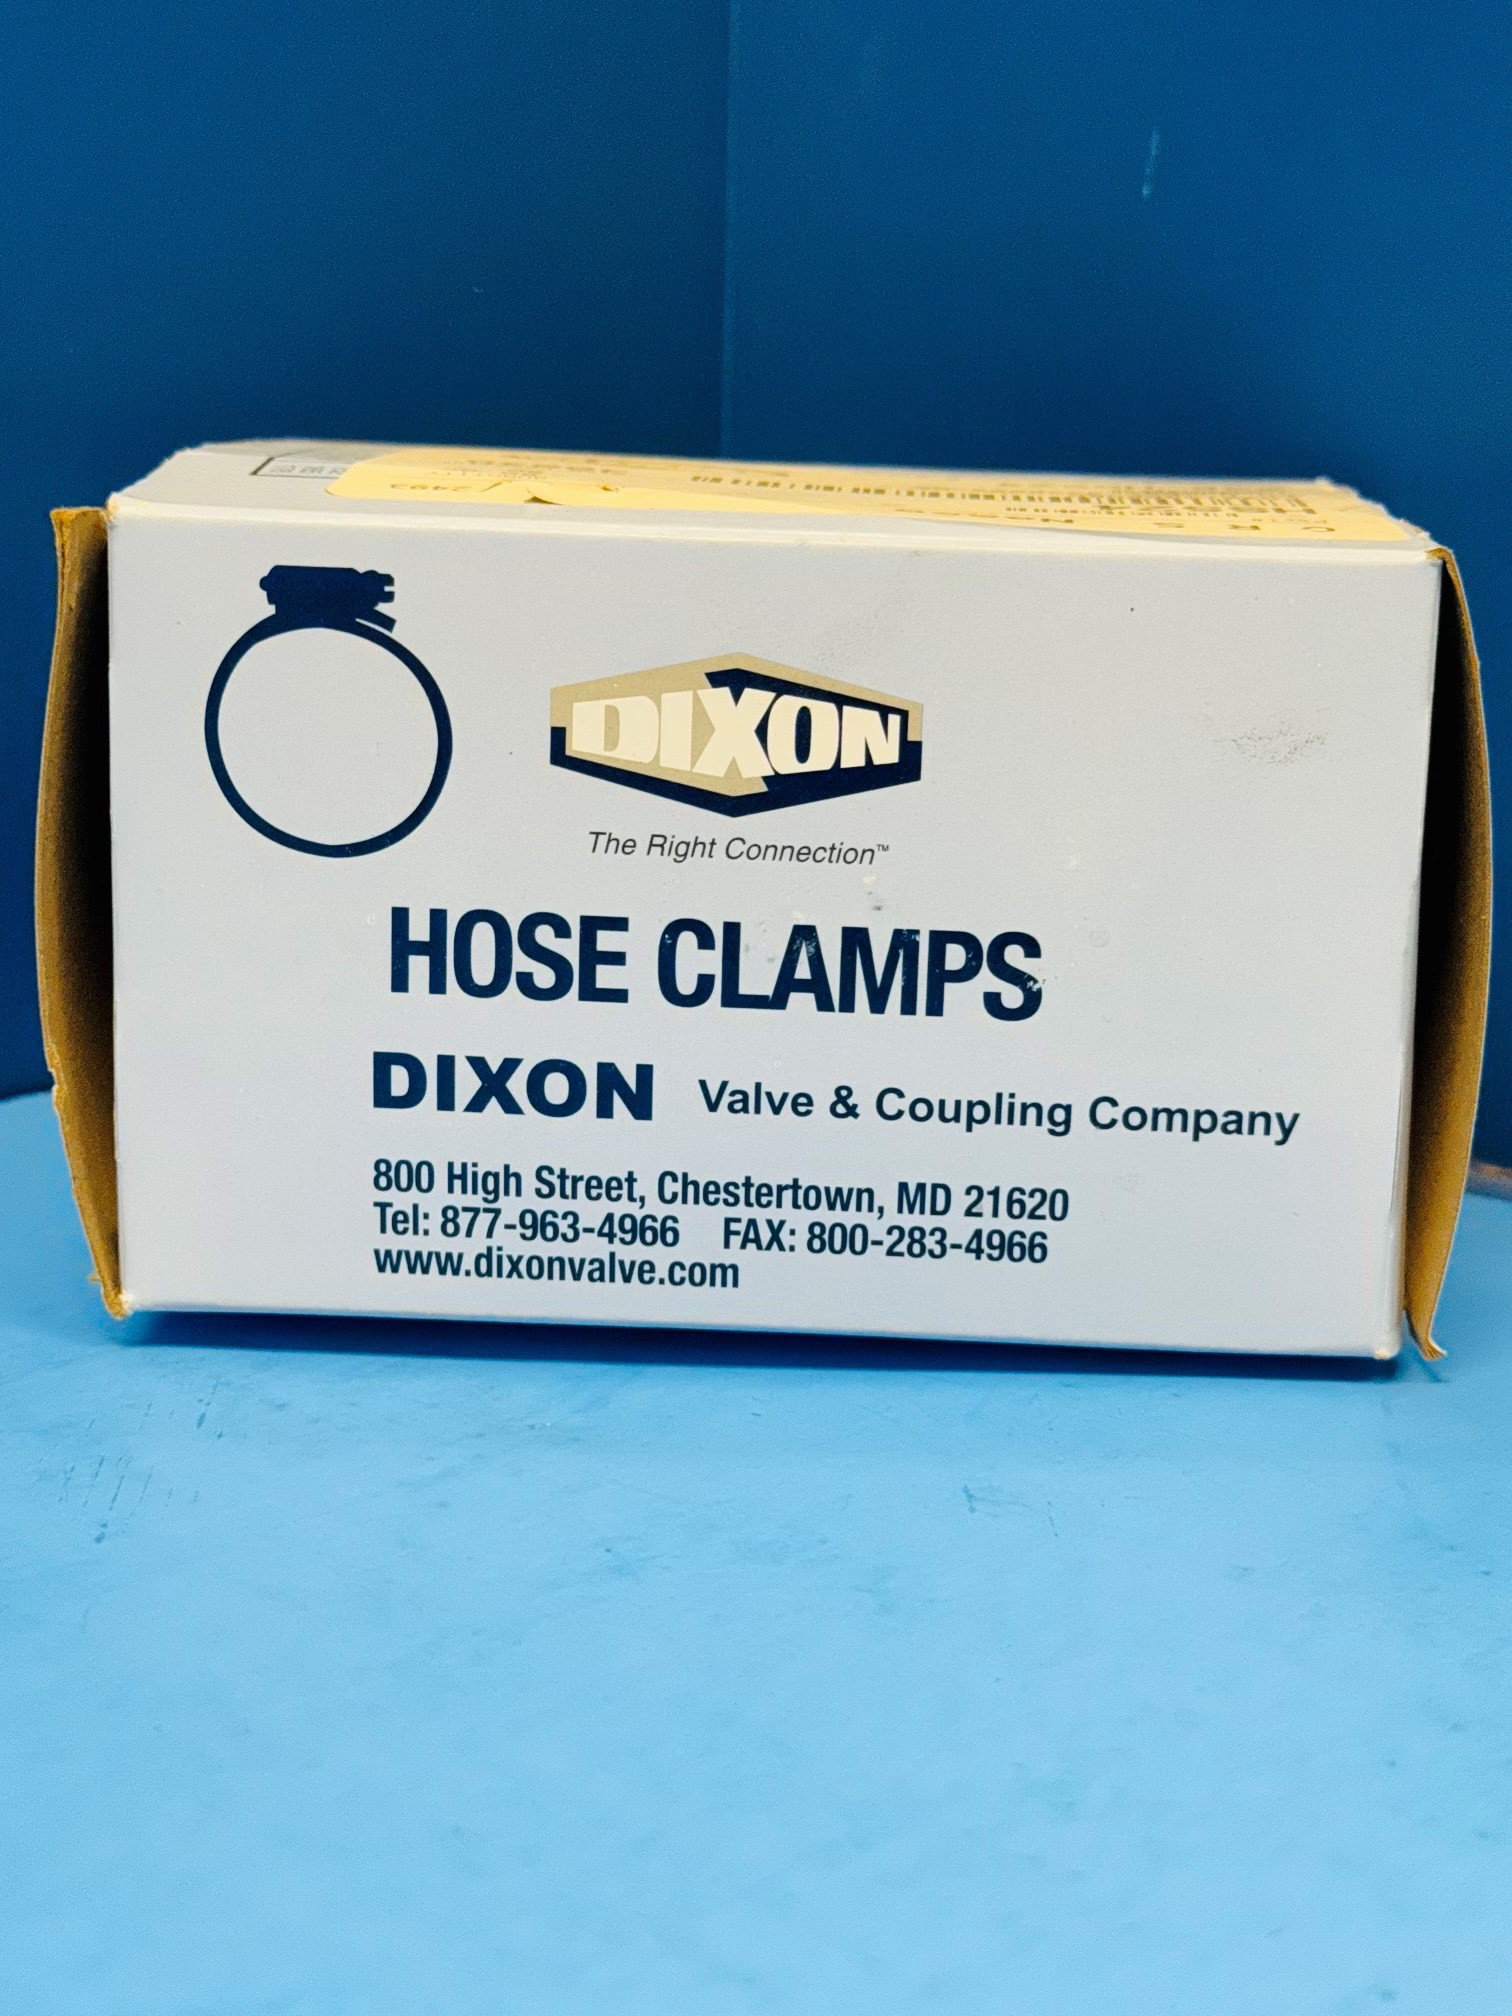 DIXON
The Right Connection™
HOSE CLAMPS
DIXON Valve & Coupling Company
800 High Street, Chestertown, MD 21620
Tel: 877-963-4966 FAX: 800-283-4966
www.dixonvalve.com